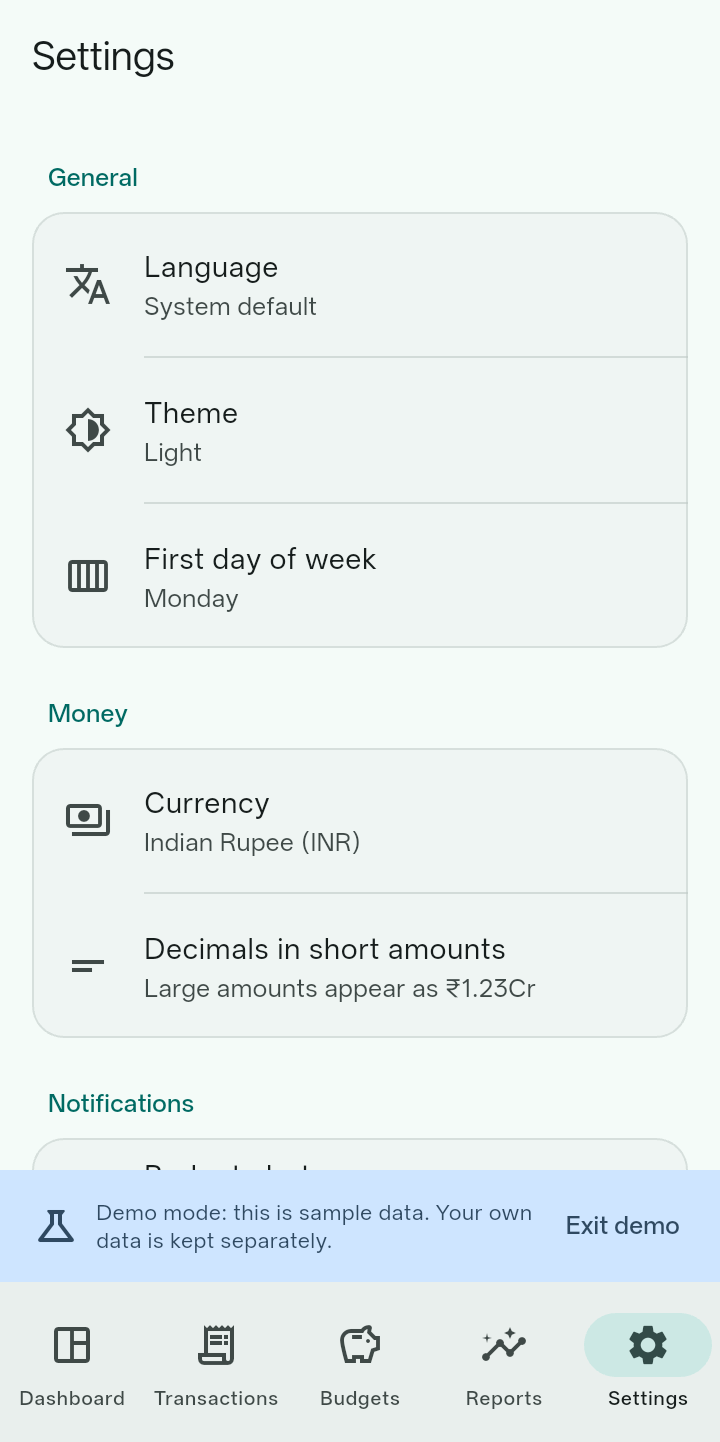 Settings
General
Language
System default
Theme
Light
First day of week
Monday
Money
Currency
Indian Rupee (INR)
Decimals in short amounts
Large amounts appear as ₹1.23Cr
Notifications
Demo mode: this is sample data. Your own
data is kept separately.
Exit demo
Dashboard
Transactions
Budgets
Reports
Settings